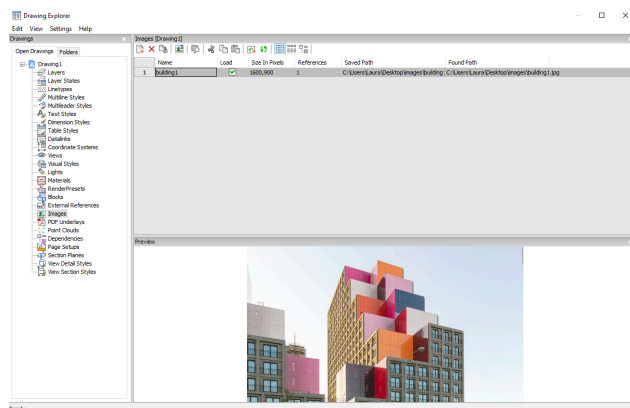 Drawing Explorer
Edit View Settings Help
Drawings
Open Drawings Folders
Drawing1
Layers
Layer States
Linetypes
Multiline Styles
Multileader Styles
Text Styles
Dimension Styles
Table Styles
Datalinks
Coordinate Systems
Views
Visual Styles
Lights
Materials
RenderPresets
Blocks
External References
Images
PDF Underlays
Point Clouds
Dependencies
Page Setups
Section Planes
View Detail Styles
View Section Styles
Images [Drawing1]
Name Load Size In Pixels References Saved Path Found Path
1 building1 1600,900 1 C:\Users\Laura\Desktop\images\building: C:\Users\Laura\Desktop\images\building1.jpg
Preview